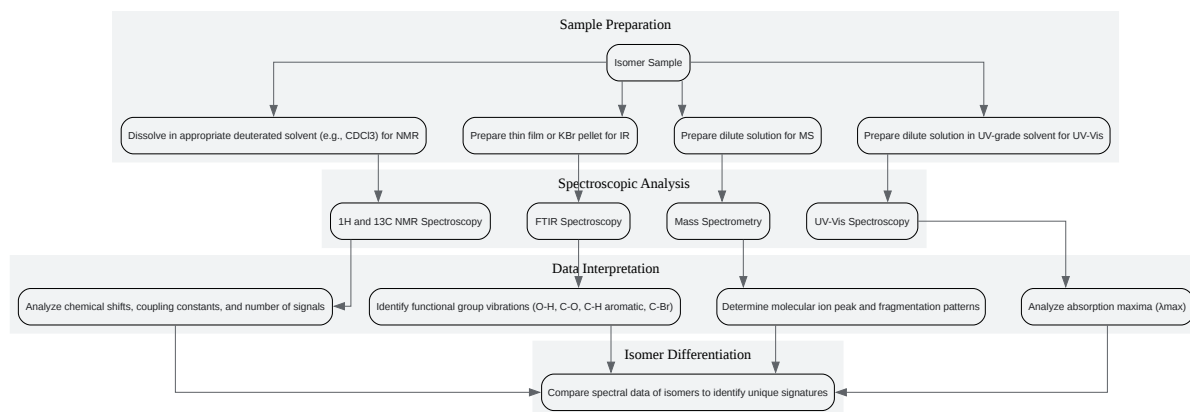 Sample Preparation
Isomer Sample
Dissolve in appropriate deuterated solvent (e.g., CDCl3) for NMR
Prepare thin film or KBr pellet for IR
Prepare dilute solution for MS
Prepare dilute solution in UV-grade solvent for UV-Vis
Spectroscopic Analysis
1H and 13C NMR Spectroscopy
FTIR Spectroscopy
Mass Spectrometry
UV-Vis Spectroscopy
Data Interpretation
Analyze chemical shifts, coupling constants, and number of signals
Identify functional group vibrations (O-H, C-O, C-H aromatic, C-Br)
Determine molecular ion peak and fragmentation patterns
Analyze absorption maxima (λmax)
Isomer Differentiation
Compare spectral data of isomers to identify unique signatures